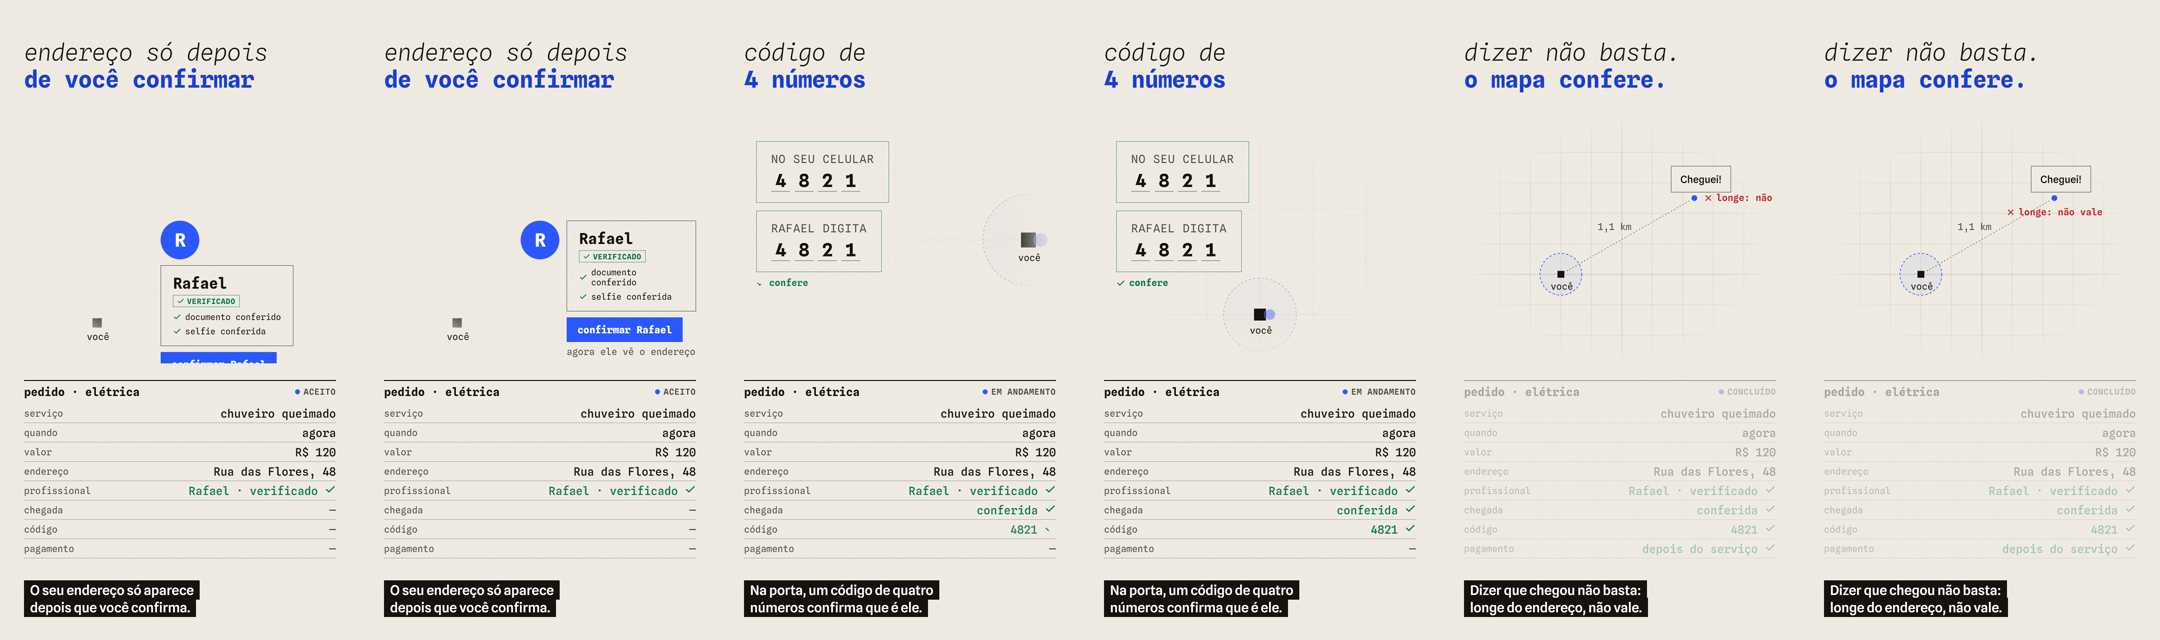 endereço só depois
de você confirmar
R
Rafael
VERIFICADO
documento conferido
selfie conferida
você
pedido · elétrica
ACEITO
serviço chuveiro queimado
quando agora
valor R$ 120
endereço Rua das Flores, 48
profissional Rafael · verificado
chegada —
código —
pagamento —
O seu endereço só aparece
depois que você confirma.
endereço só depois
de você confirmar
R
Rafael
VERIFICADO
documento
conferido
selfie conferida
confirmar Rafael
agora ele vê o endereço
você
pedido · elétrica
ACEITO
serviço chuveiro queimado
quando agora
valor R$ 120
endereço Rua das Flores, 48
profissional Rafael · verificado
chegada —
código —
pagamento —
O seu endereço só aparece
depois que você confirma.
código de
4 números
NO SEU CELULAR
4 8 2 1
RAFAEL DIGITA
4 8 2 1
confere
você
pedido · elétrica
EM ANDAMENTO
serviço chuveiro queimado
quando agora
valor R$ 120
endereço Rua das Flores, 48
profissional Rafael · verificado
chegada conferida
código 4821
pagamento —
Na porta, um código de quatro
números confirma que é ele.
código de
4 números
NO SEU CELULAR
4 8 2 1
RAFAEL DIGITA
4 8 2 1
confere
você
pedido · elétrica
EM ANDAMENTO
serviço chuveiro queimado
quando agora
valor R$ 120
endereço Rua das Flores, 48
profissional Rafael · verificado
chegada conferida
código 4821
pagamento —
Na porta, um código de quatro
números confirma que é ele.
dizer não basta.
o mapa confere.
Cheguei!
longe: não
1,1 km
você
pedido · elétrica
CONCLUÍDO
serviço chuveiro queimado
quando agora
valor R$ 120
endereço Rua das Flores, 48
profissional Rafael · verificado
chegada conferida
código 4821
pagamento depois do serviço
Dizer que chegou não basta:
longe do endereço, não vale.
dizer não basta.
o mapa confere.
Cheguei!
longe: não vale
1,1 km
você
pedido · elétrica
CONCLUÍDO
serviço chuveiro queimado
quando agora
valor R$ 120
endereço Rua das Flores, 48
profissional Rafael · verificado
chegada conferida
código 4821
pagamento depois do serviço
Dizer que chegou não basta:
longe do endereço, não vale.